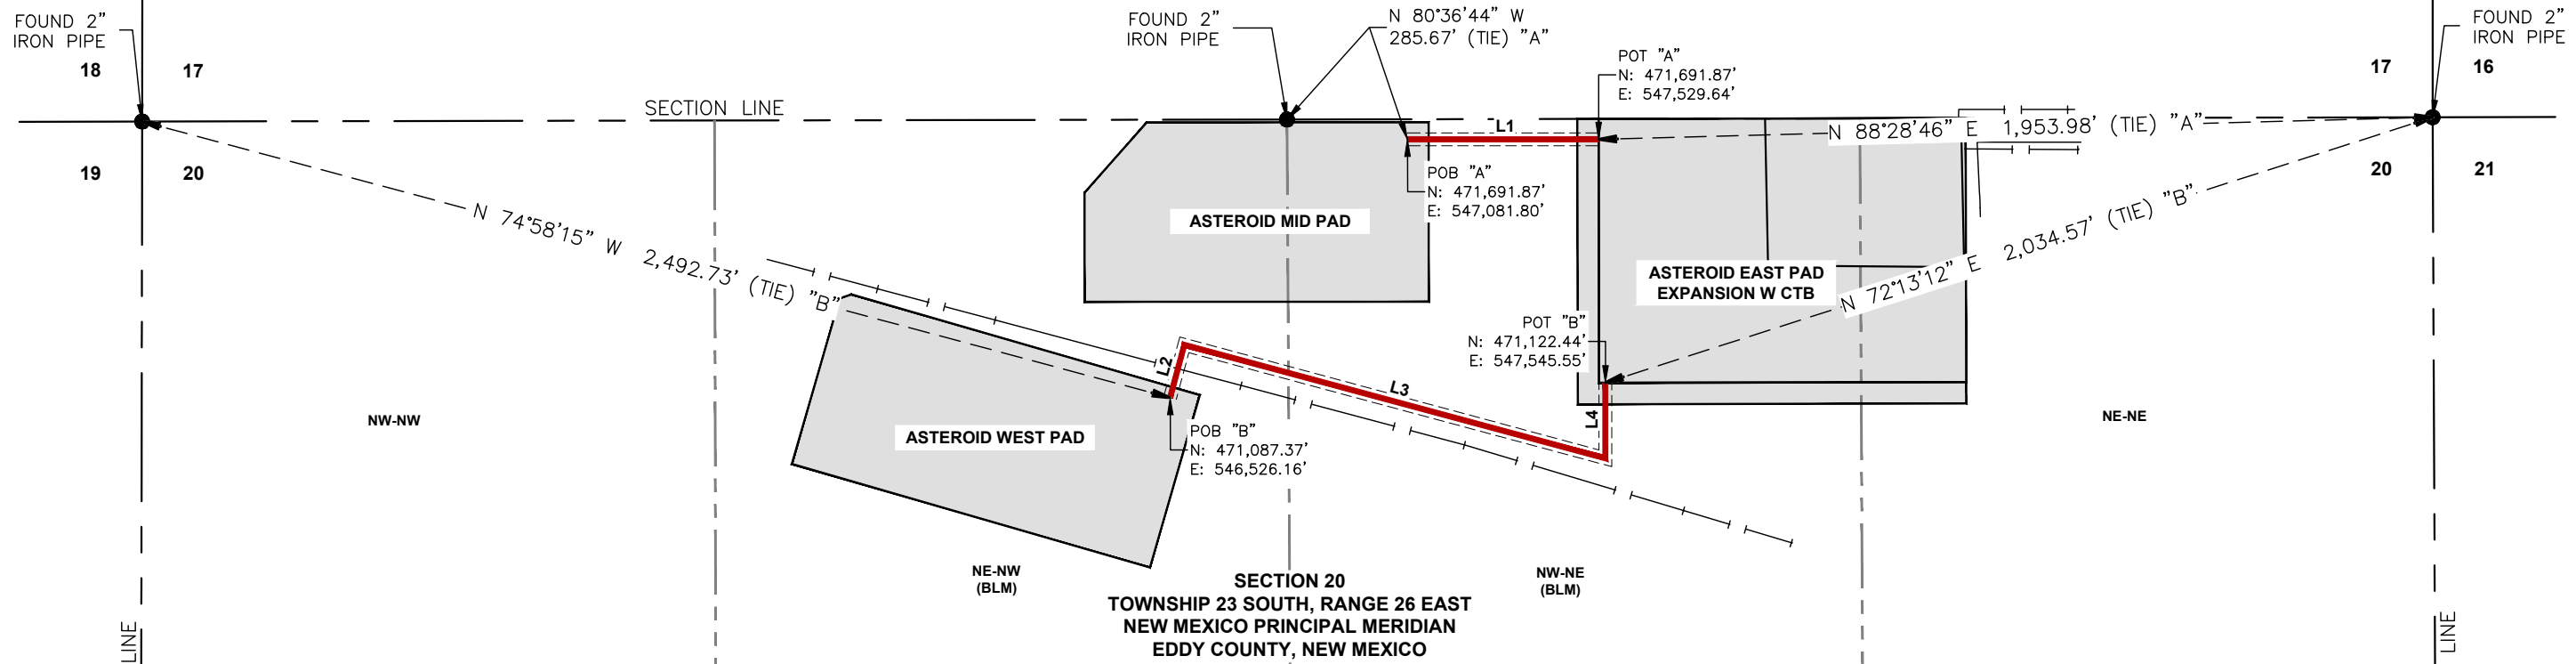 FOUND 2”
IRON PIPE
18
17
19
20
SECTION LINE
FOUND 2”
IRON PIPE
N 80°36’44” W
285.67’ (TIE) ”A”
POT ”A”
N: 471,691.87’
E: 547,529.64’
FOUND 2”
IRON PIPE
17
16
20
21
L1
N 88°28’46” E 1,953.98’ (TIE) ”A”
POB ”A”
N: 471,691.87’
E: 547,081.80’
ASTEROID MID PAD
N 74°58’15” W 2,492.73’ (TIE) ”B”
ASTEROID EAST PAD
EXPANSION W CTB
N 72°13’12” E 2,034.57’ (TIE) ”B”
POT ”B”
N: 471,122.44’
E: 547,545.55’
L2
L3
L4
NW-NW
ASTEROID WEST PAD
POB ”B”
N: 471,087.37’
E: 546,526.16’
NE-NE
NE-NW
(BLM)
NW-NE
(BLM)
SECTION 20
TOWNSHIP 23 SOUTH, RANGE 26 EAST
NEW MEXICO PRINCIPAL MERIDIAN
EDDY COUNTY, NEW MEXICO
LINE
LINE